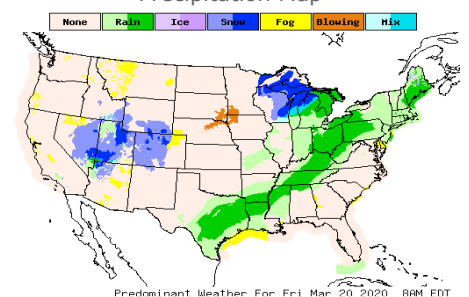 Precipitation Map
None Rain Ice Snow Fog Blowing Mix
Predominant Weather For Fri Mar 20 2020 8AM EDT